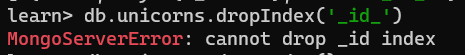 learn> db.unicorns.dropIndex('_id_')
MongoServerError: cannot drop _id index